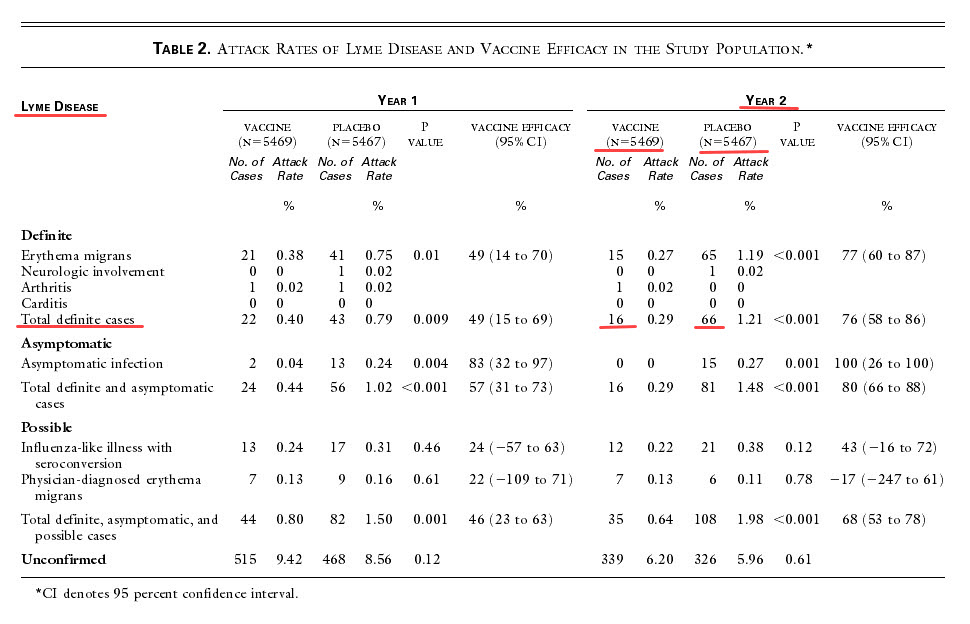 TABLE 2. ATTACK RATES OF LYME DISEASE AND VACCINE EFFICACY IN THE STUDY POPULATION.*
LYME DISEASE YEAR 1 YEAR 2
VACCINE PLACEBO P VACCINE EFFICACY VACCINE PLACEBO P VACCINE EFFICACY
(N=5469) (N=5467) VALUE (95% CI) (N=5469) (N=5467) VALUE (95% CI)
No. of Attack No. of Attack No. of Attack No. of Attack
Cases Rate Cases Rate Cases Rate Cases Rate
% % % % % %
Definite
Erythema migrans 21 0.38 41 0.75 0.01 49 (14 to 70) 15 0.27 65 1.19 <0.001 77 (60 to 87)
Neurologic involvement 0 0 1 0.02 0 0 1 0.02
Arthritis 1 0.02 1 0.02 1 0.02 0 0
Carditis 0 0 0 0 0 0 0 0
Total definite cases 22 0.40 43 0.79 0.009 49 (15 to 69) 16 0.29 66 1.21 <0.001 76 (58 to 86)
Asymptomatic
Asymptomatic infection 2 0.04 13 0.24 0.004 83 (32 to 97) 0 0 15 0.27 0.001 100 (26 to 100)
Total definite and asymptomatic 24 0.44 56 1.02 <0.001 57 (31 to 73) 16 0.29 81 1.48 <0.001 80 (66 to 88)
cases
Possible
Influenza-like illness with 13 0.24 17 0.31 0.46 24 (−57 to 63) 12 0.22 21 0.38 0.12 43 (−16 to 72)
seroconversion
Physician-diagnosed erythema 7 0.13 9 0.16 0.61 22 (−109 to 71) 7 0.13 6 0.11 0.78 −17 (−247 to 61)
migrans
Total definite, asymptomatic, and 44 0.80 82 1.50 0.001 46 (23 to 63) 35 0.64 108 1.98 <0.001 68 (53 to 78)
possible cases
Unconfirmed 515 9.42 468 8.56 0.12 339 6.20 326 5.96 0.61
*CI denotes 95 percent confidence interval.